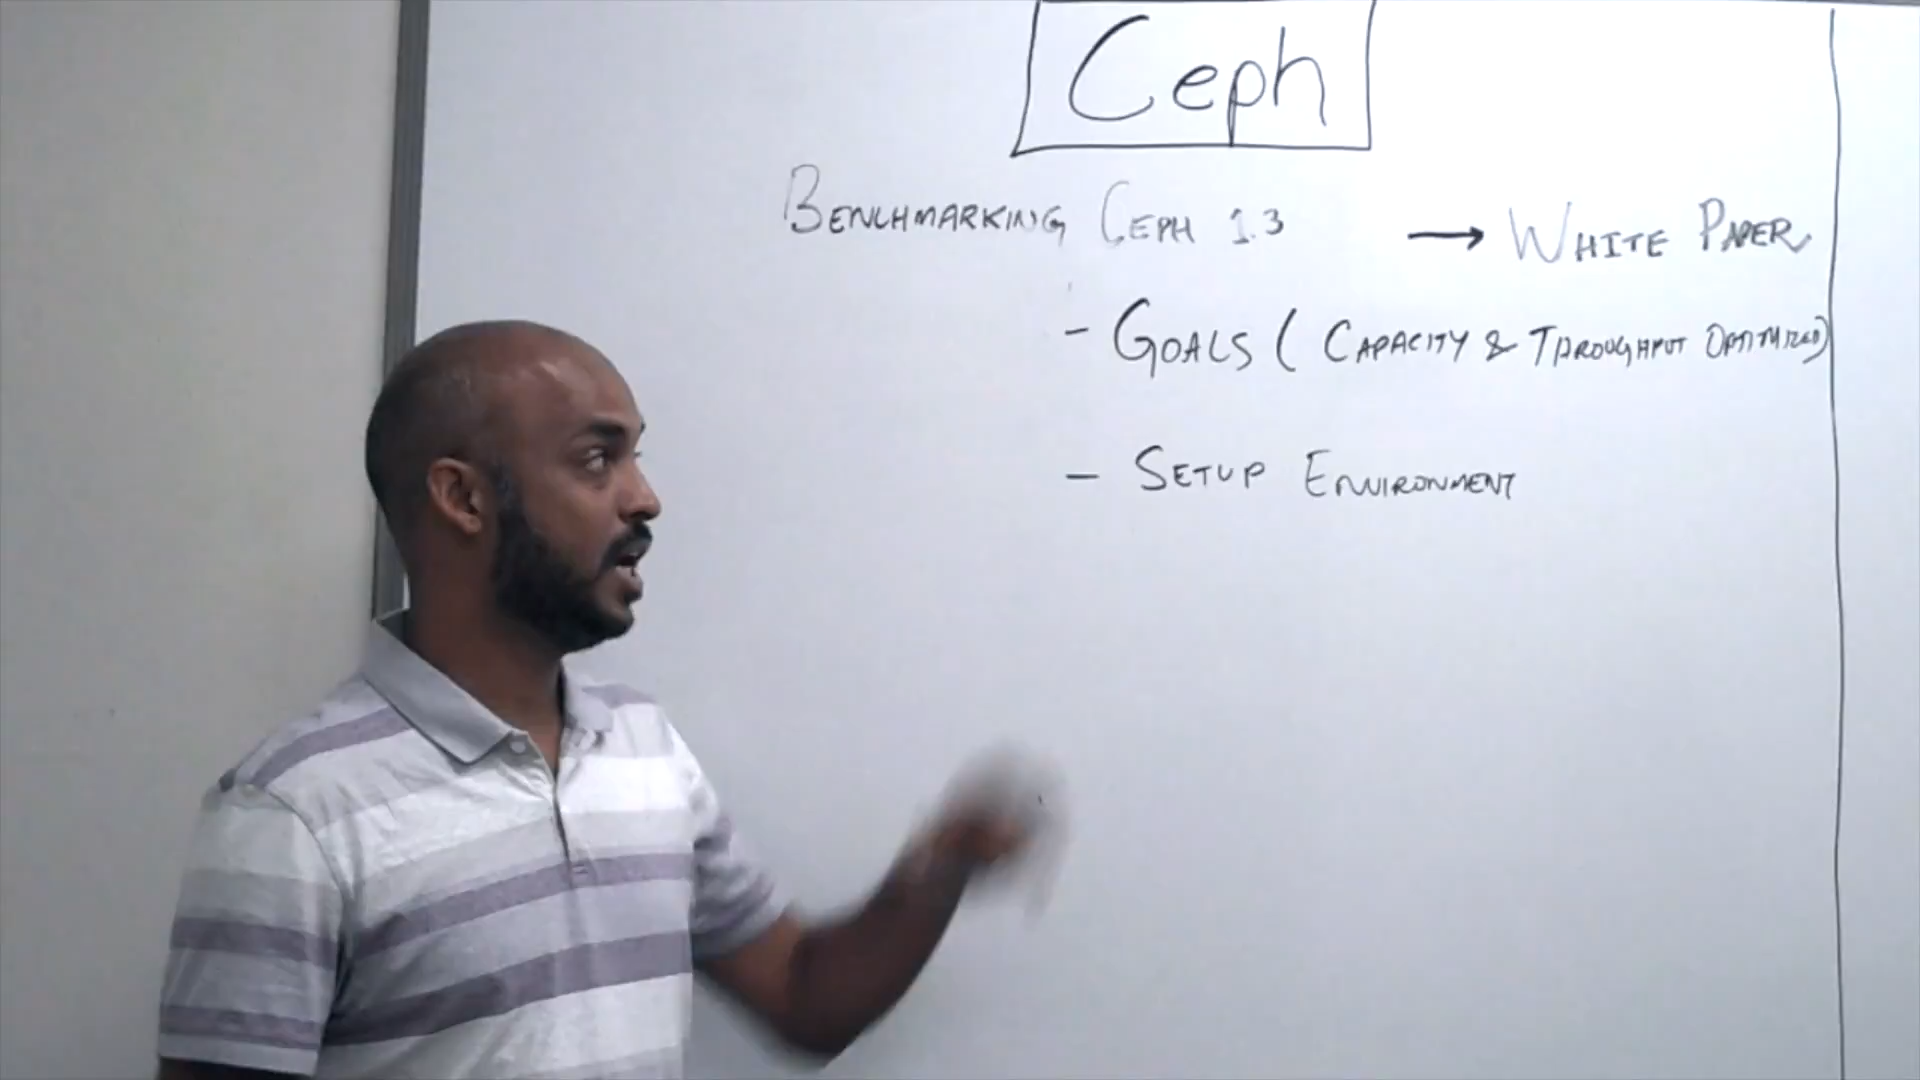 Ceph
BENCHMARKING CEPH 1.3 → WHITE PAPER
- GOALS ( CAPACITY & THROUGHPUT OPTIMIZED)
- SETUP ENVIRONMENT